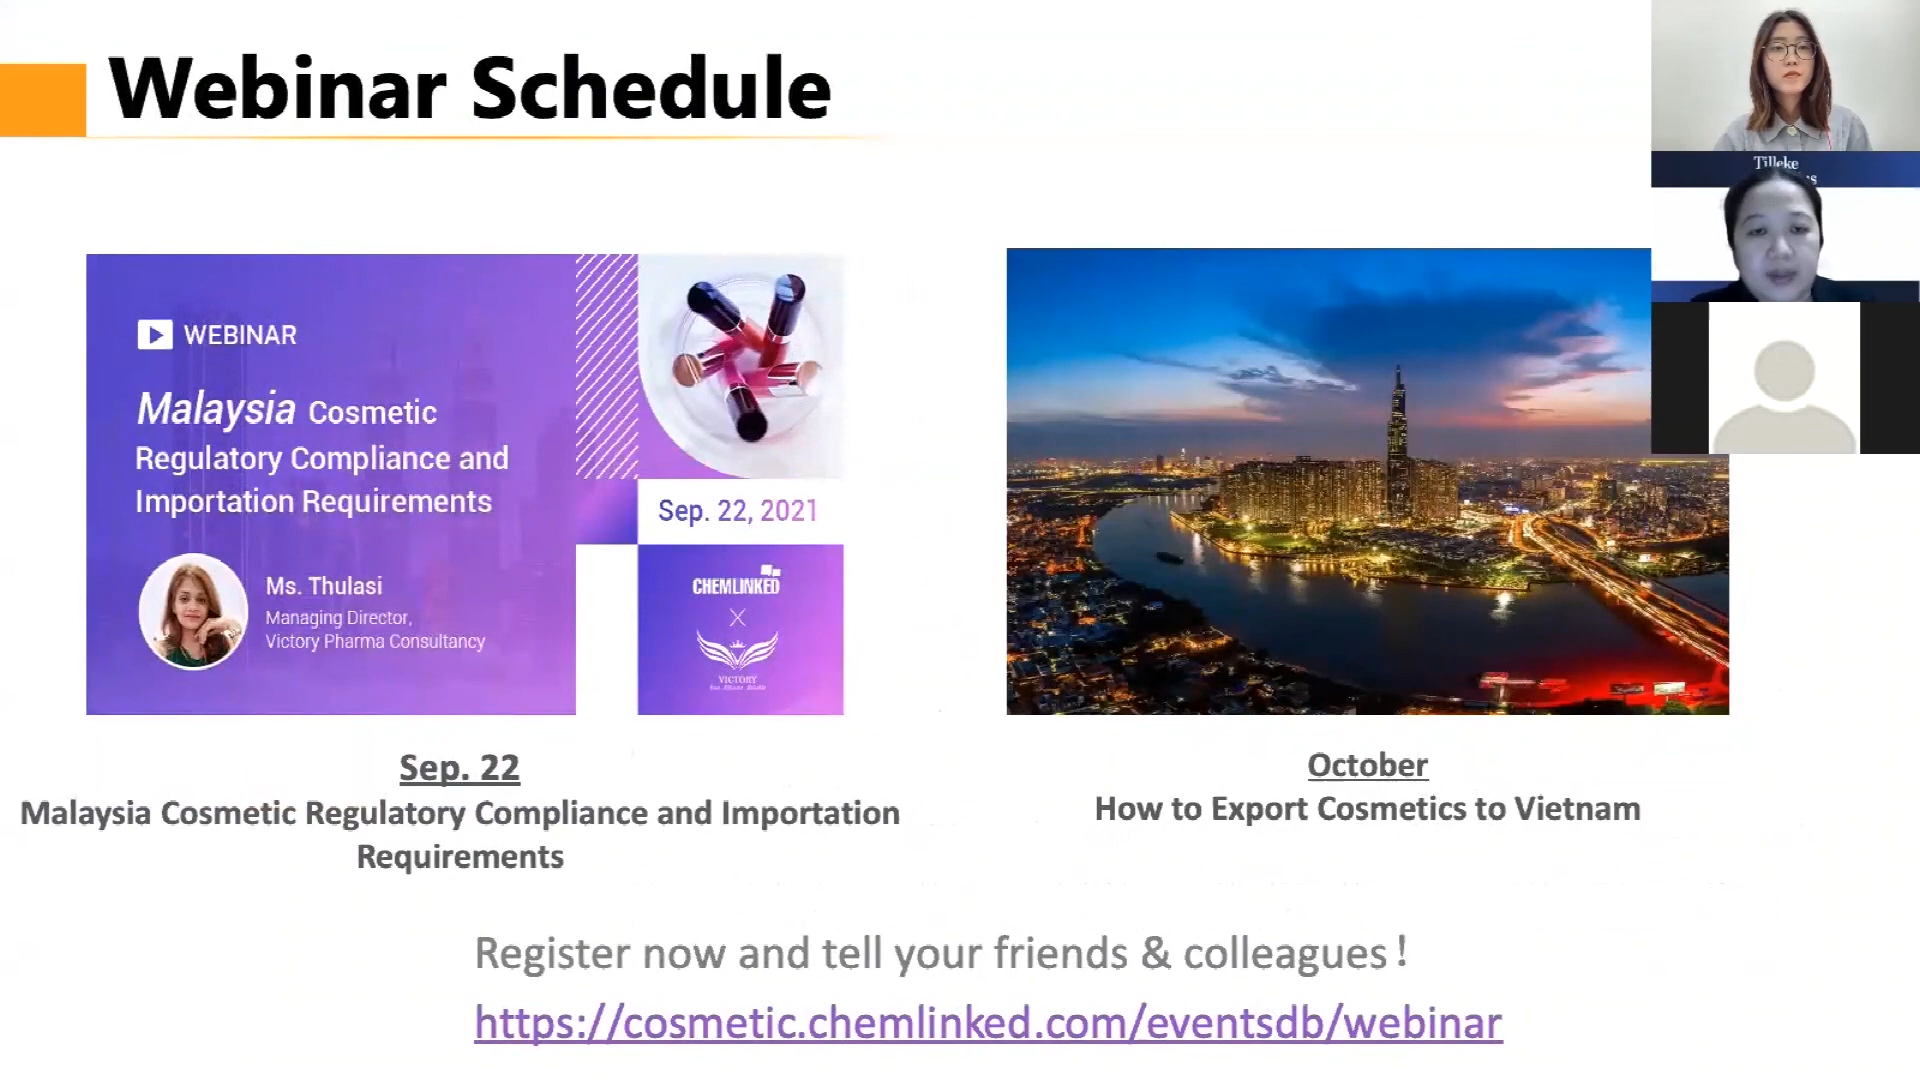 Webinar Schedule
Tilleke
WEBINAR
Malaysia Cosmetic
Regulatory Compliance and
Importation Requirements
Ms. Thulasi
Managing Director,
Victory Pharma Consultancy
Sep. 22, 2021
CHEMLINKED
X
VICTORY
Sep. 22
Malaysia Cosmetic Regulatory Compliance and Importation
Requirements
October
How to Export Cosmetics to Vietnam
Register now and tell your friends & colleagues!
https://cosmetic.chemlinked.com/eventsdb/webinar